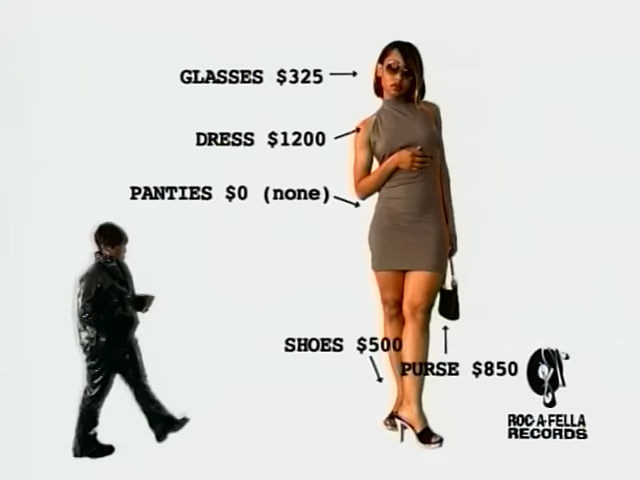 GLASSES $325
DRESS $1200
PANTIES $0 (none)
SHOES $500
PURSE $850
ROC-A-FELLA
RECORDS